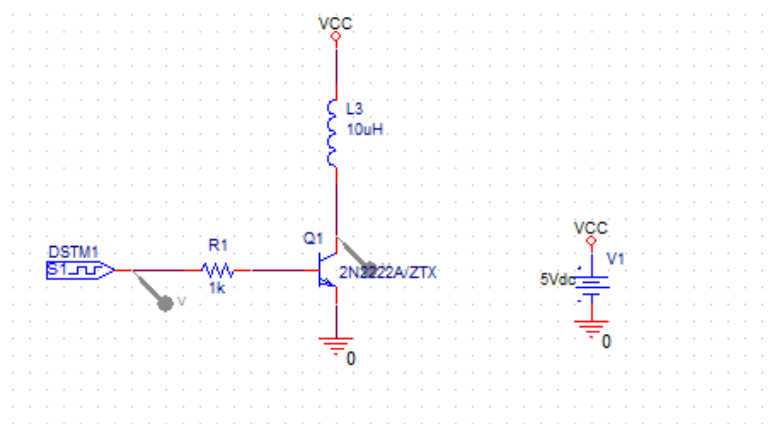 VCC
L3
10uH
Q1
2N2222A/ZTX
DSTM1
S1
R1
1k
V
0
VCC
V1
5Vdc
0